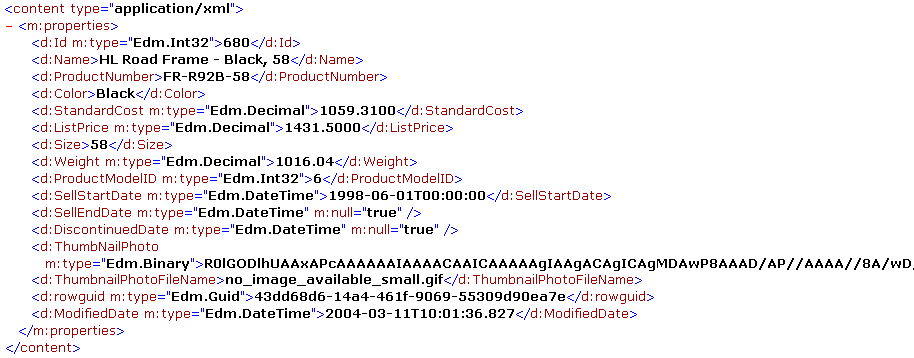 <content type="application/xml">
− <m:properties>
<d:Id m:type="Edm.Int32">680</d:Id>
<d:Name>HL Road Frame - Black, 58</d:Name>
<d:ProductNumber>FR-R92B-58</d:ProductNumber>
<d:Color>Black</d:Color>
<d:StandardCost m:type="Edm.Decimal">1059.3100</d:StandardCost>
<d:ListPrice m:type="Edm.Decimal">1431.5000</d:ListPrice>
<d:Size>58</d:Size>
<d:Weight m:type="Edm.Decimal">1016.04</d:Weight>
<d:ProductModelID m:type="Edm.Int32">6</d:ProductModelID>
<d:SellStartDate m:type="Edm.DateTime">1998-06-01T00:00:00</d:SellStartDate>
<d:SellEndDate m:type="Edm.DateTime" m:null="true" />
<d:DiscontinuedDate m:type="Edm.DateTime" m:null="true" />
<d:ThumbNailPhoto
m:type="Edm.Binary">R0lGODlhUAAxAPcAAAAAAIAAAACAAICAAAAAgIAAgACAgICAgMDAwP8AAAD/AP//AAAA//8A/wD,
<d:ThumbnailPhotoFileName>no_image_available_small.gif</d:ThumbnailPhotoFileName>
<d:rowguid m:type="Edm.Guid">43dd68d6-14a4-461f-9069-55309d90ea7e</d:rowguid>
<d:ModifiedDate m:type="Edm.DateTime">2004-03-11T10:01:36.827</d:ModifiedDate>
</m:properties>
</content>